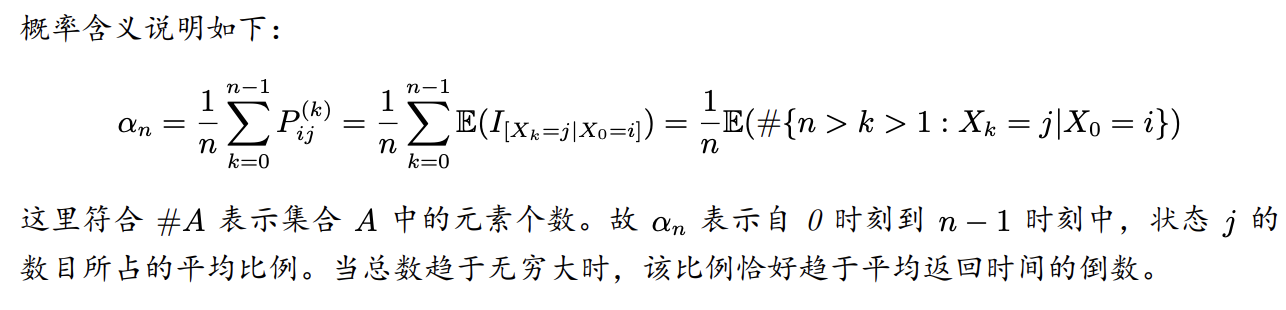 概率含义说明如下：
$$\alpha_n = \frac{1}{n}\sum_{k=0}^{n-1} P_{ij}^{(k)} = \frac{1}{n}\sum_{k=0}^{n-1} \mathbb{E}(I_{[X_k=j|X_0=i]}) = \frac{1}{n}\mathbb{E}(\#\{n > k > 1 : X_k = j|X_0 = i\})$$
这里符合 $\#A$ 表示集合 $A$ 中的元素个数。故 $\alpha_n$ 表示自 0 时刻到 $n-1$ 时刻中，状态 $j$ 的
数目所占的平均比例。当总数趋于无穷大时，该比例恰好趋于平均返回时间的倒数。